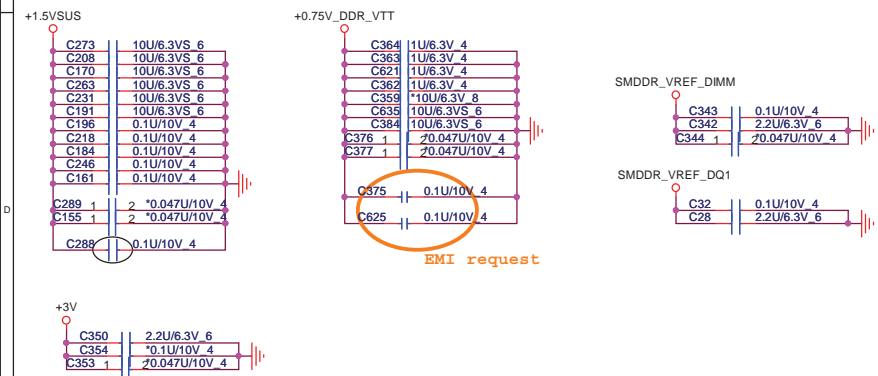 +1.5VSUS
C273 10U/6.3VS_6
C208 10U/6.3VS_6
C170 10U/6.3VS_6
C263 10U/6.3VS_6
C231 10U/6.3VS_6
C191 10U/6.3VS_6
C196 0.1U/10V_4
C218 0.1U/10V_4
C184 0.1U/10V_4
C246 0.1U/10V_4
C161 0.1U/10V_4
C289 1 2 *0.047U/10V_4
C155 1 2 *0.047U/10V_4
C288 0.1U/10V_4
+0.75V_DDR_VTT
C364 1U/6.3V_4
C363 1U/6.3V_4
C621 1U/6.3V_4
C362 1U/6.3V_4
C359 *10U/6.3V_8
C635 10U/6.3VS_6
C384 10U/6.3VS_6
C376 1 2 *0.047U/10V_4
C377 1 2 *0.047U/10V_4
C375 0.1U/10V_4
C625 0.1U/10V_4
EMI request
SMDDR_VREF_DIMM
C343 0.1U/10V_4
C342 2.2U/6.3V_6
C344 1 2 *0.047U/10V_4
SMDDR_VREF_DQ1
C32 0.1U/10V_4
C28 2.2U/6.3V_6
D
+3V
C350 2.2U/6.3V_6
C354 *0.1U/10V_4
C353 1 2 *0.047U/10V_4